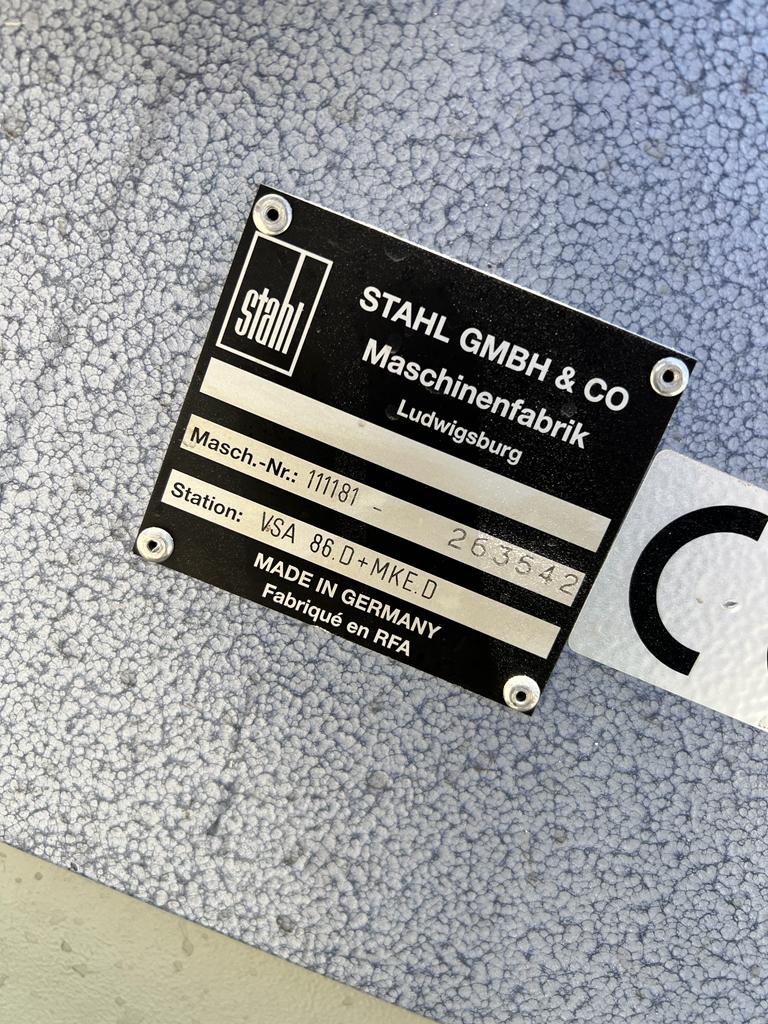 stahl
STAHL GMBH & CO
Maschinenfabrik
Ludwigsburg
Masch.-Nr.: 111181 - 263542
Station: VSA 86.D+MKE.D
MADE IN GERMANY
Fabriqué en RFA